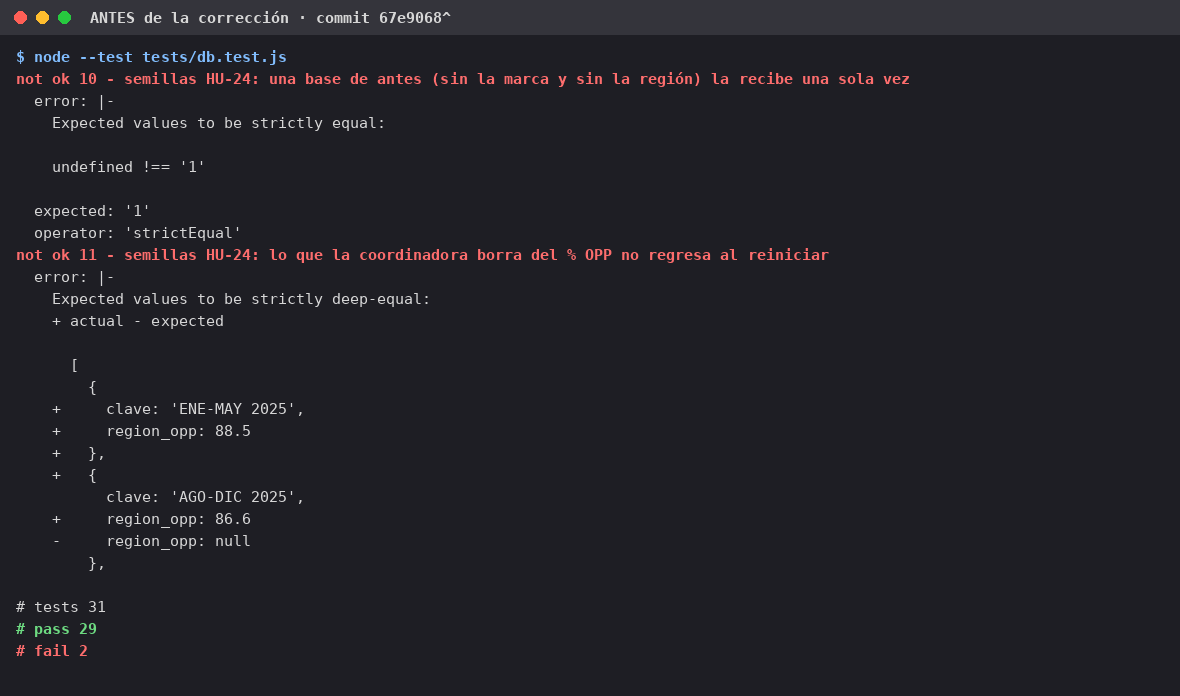 ANTES de la corrección · commit 67e9068^
$ node --test tests/db.test.js
not ok 10 - semillas HU-24: una base de antes (sin la marca y sin la región) la recibe una sola vez
  error: |-
    Expected values to be strictly equal:

    undefined !== '1'

  expected: '1'
  operator: 'strictEqual'
not ok 11 - semillas HU-24: lo que la coordinadora borra del % OPP no regresa al reiniciar
  error: |-
    Expected values to be strictly deep-equal:
    + actual - expected

      [
        {
    +     clave: 'ENE-MAY 2025',
    +     region_opp: 88.5
    +   },
    +   {
          clave: 'AGO-DIC 2025',
    +     region_opp: 86.6
    -     region_opp: null
        },

# tests 31
# pass 29
# fail 2